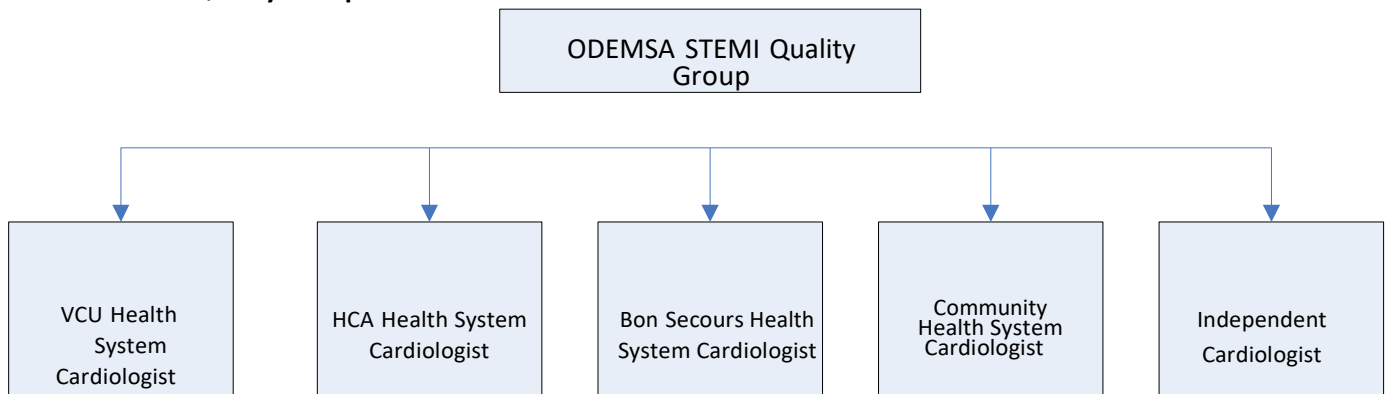 ODEMSA STEMI Quality
Group
VCU Health
System
Cardiologist
HCA Health System
Cardiologist
Bon Secours Health
System Cardiologist
Community
Health System
Cardiologist
Independent
Cardiologist